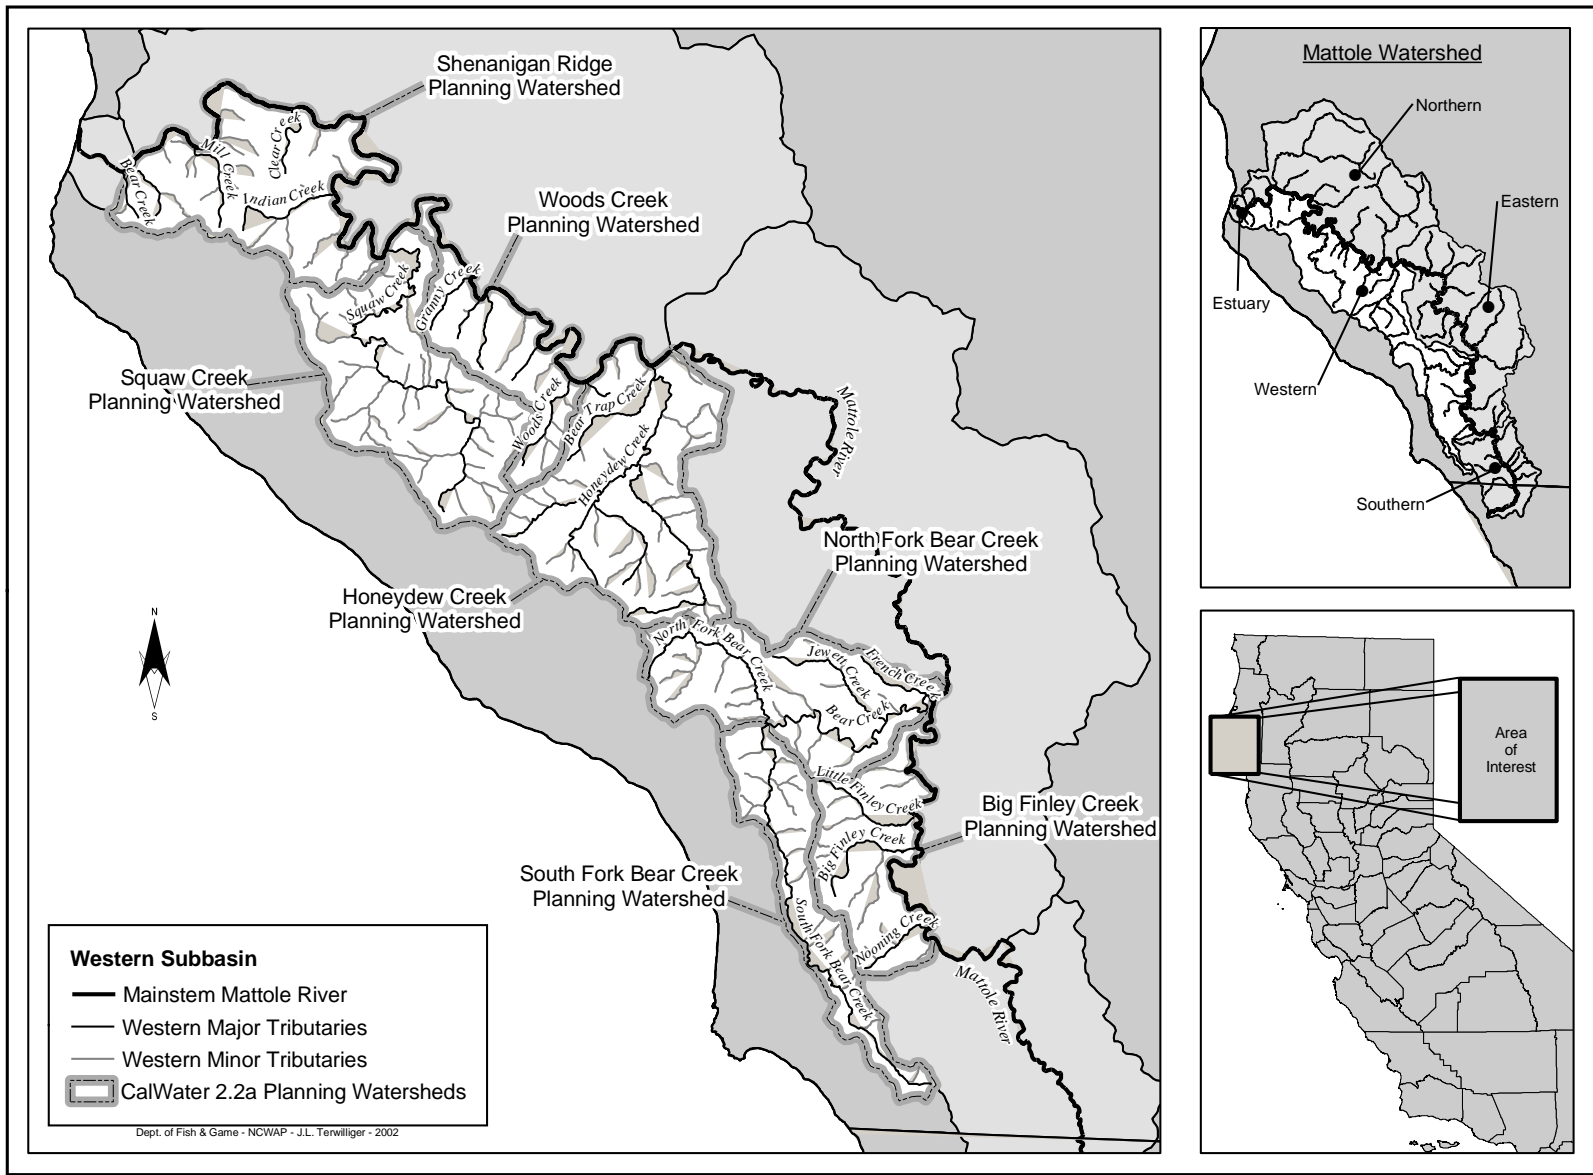 Shenanigan Ridge
Planning Watershed
Woods Creek
Planning Watershed
Squaw Creek
Planning Watershed
North Fork Bear Creek
Planning Watershed
Honeydew Creek
Planning Watershed
Big Finley Creek
Planning Watershed
South Fork Bear Creek
Planning Watershed
Bear Creek
Mill Creek
Clear Creek
Indian Creek
Squaw Creek
Granny Creek
Woods Creek
Bear Trap Creek
Honeydew Creek
Mattole River
North Fork Bear Creek
Jewett Creek
French Creek
Bear Creek
Little Finley Creek
Big Finley Creek
South Fork Bear Creek
Nooning Creek
Mattole River
N
S
Western Subbasin
Mainstem Mattole River
Western Major Tributaries
Western Minor Tributaries
CalWater 2.2a Planning Watersheds
Dept. of Fish & Game - NCWAP - J.L. Terwilliger - 2002
Mattole Watershed
Northern
Eastern
Estuary
Western
Southern
Area
of
Interest